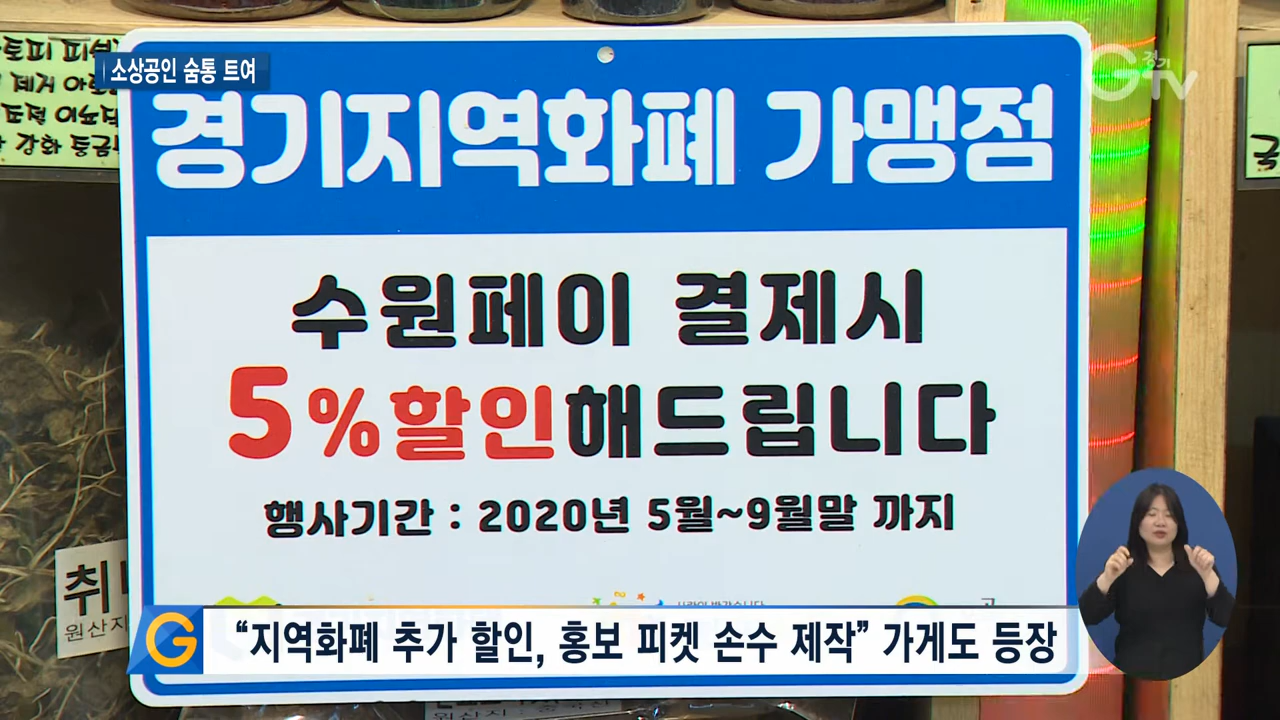 소상공인 숨통 트여
경기
GTV
경기지역화폐 가맹점
수원페이 결제시
5%할인해드립니다
행사기간 : 2020년 5월~9월말 까지
G
“지역화폐 추가 할인, 홍보 피켓 손수 제작” 가게도 등장